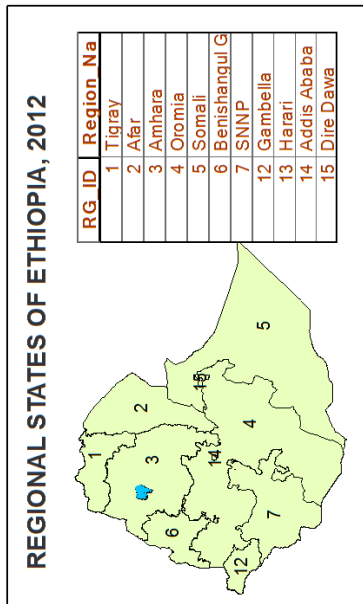 REGIONAL STATES OF ETHIOPIA, 2012
RG_ID Region_Na
1 Tigray
2 Afar
3 Amhara
4 Oromia
5 Somali
6 Benishangul G
7 SNNP
12 Gambella
13 Harari
14 Addis Ababa
15 Dire Dawa
1
2
3
6
15
14
4
5
12
7